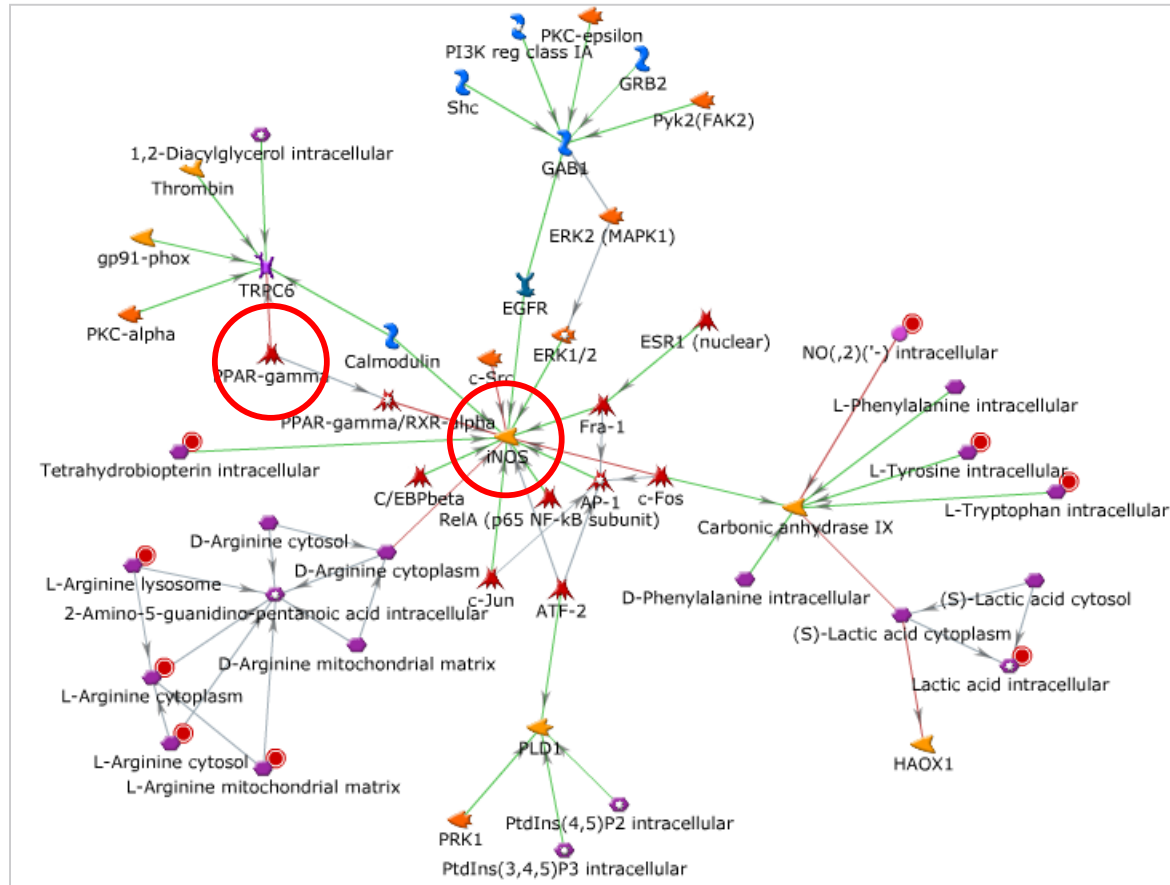 PKC-epsilon
PI3K reg class IA
GRB2
Shc
Pyk2(FAK2)
1,2-Diacylglycerol intracellular
GAB1
Thrombin
ERK2 (MAPK1)
gp91-phox
TRPC6
EGFR
PKC-alpha
ESR1 (nuclear)
Calmodulin
ERK1/2
NO(,2)('-) intracellular
PPAR-gamma
c-Src
L-Phenylalanine intracellular
PPAR-gamma/RXR-alpha
Fra-1
iNOS
Tetrahydrobiopterin intracellular
L-Tyrosine intracellular
C/EBPbeta
AP-1
c-Fos
L-Tryptophan intracellular
RelA (p65 NF-kB subunit)
Carbonic anhydrase IX
D-Arginine cytosol
D-Arginine cytoplasm
L-Arginine lysosome
c-Jun
D-Phenylalanine intracellular
(S)-Lactic acid cytosol
2-Amino-5-guanidino-pentanoic acid intracellular
ATF-2
(S)-Lactic acid cytoplasm
D-Arginine mitochondrial matrix
Lactic acid intracellular
L-Arginine cytoplasm
PLD1
L-Arginine cytosol
HAOX1
L-Arginine mitochondrial matrix
PtdIns(4,5)P2 intracellular
PRK1
PtdIns(3,4,5)P3 intracellular